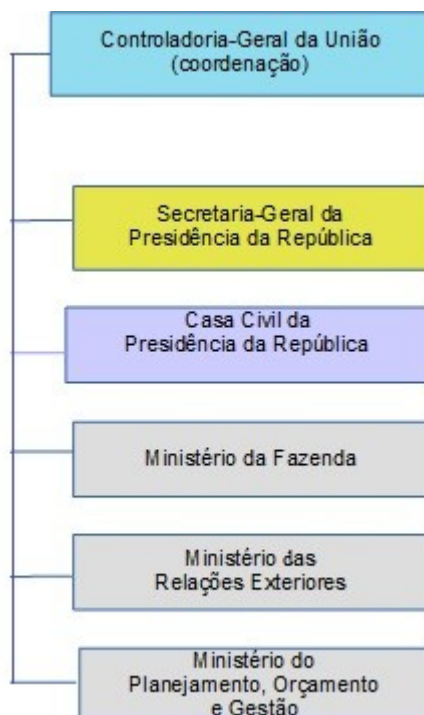 Controladoria-Geral da União
(coordenação)
Secretaria-Geral da
Presidência da República
Casa Civil da
Presidência da República
Ministério da Fazenda
Ministério das
Relações Exteriores
Ministério do
Planejamento, Orçamento
e Gestão